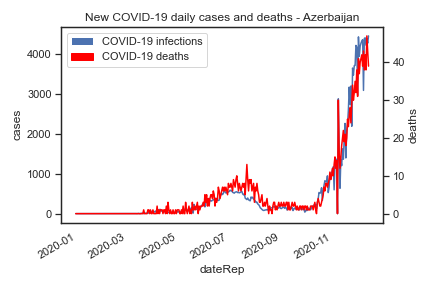 New COVID-19 daily cases and deaths - Azerbaijan
COVID-19 infections
COVID-19 deaths
4000
3000
2000
1000
0
cases
40
30
20
10
0
deaths
2020-01
2020-03
2020-05
2020-07
2020-09
2020-11
dateRep